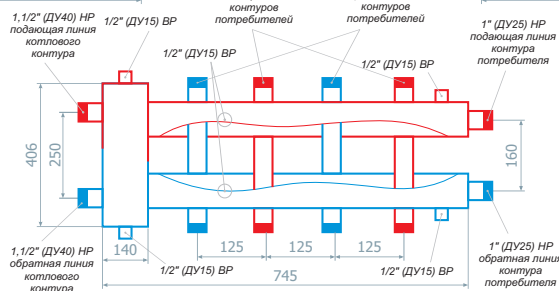 контуров
потребителей
контуров
потребителей
1,1/2" (ДУ40) НР
подающая линия
котлового
контура
1/2" (ДУ15) ВР
1/2" (ДУ15) ВР
1/2" (ДУ15) ВР
1" (ДУ25) НР
подающая линия
контура
потребителя
406
250
160
140
125
125
125
745
1,1/2" (ДУ40) НР
обратная линия
котлового
контура
1/2" (ДУ15) ВР
1/2" (ДУ15) ВР
1" (ДУ25) НР
обратная линия
контура
потребителя